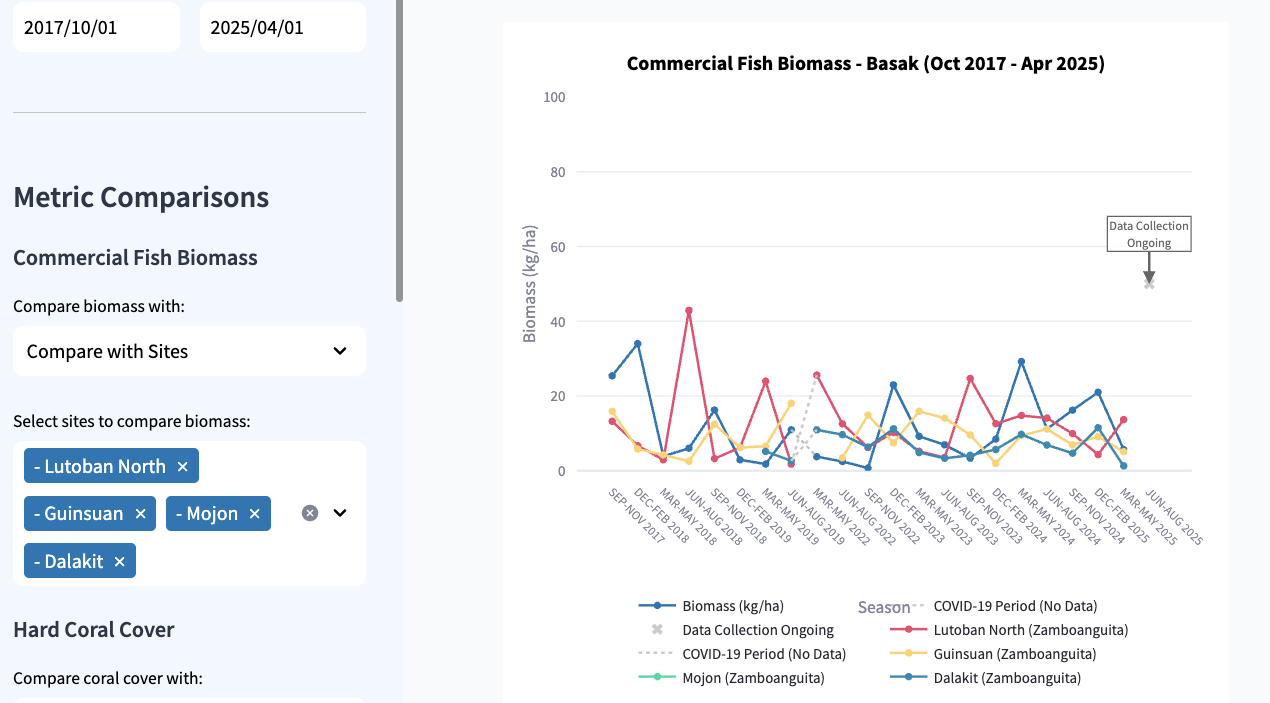 2017/10/01
2025/04/01
Metric Comparisons
Commercial Fish Biomass
Compare biomass with:
Compare with Sites
Select sites to compare biomass:
- Lutoban North ×
- Guinsuan ×
- Mojon ×
- Dalakit ×
Hard Coral Cover
Compare coral cover with:
Commercial Fish Biomass - Basak (Oct 2017 - Apr 2025)
Biomass (kg/ha)
100
80
60
40
20
0
Data Collection
Ongoing
SEP-NOV 2017
DEC-FEB 2018
MAR-MAY 2018
JUN-AUG 2018
SEP-NOV 2018
DEC-FEB 2019
MAR-MAY 2019
JUN-AUG 2019
MAR-MAY 2022
JUN-AUG 2022
SEP-NOV 2022
DEC-FEB 2023
MAR-MAY 2023
JUN-AUG 2023
SEP-NOV 2023
DEC-FEB 2024
MAR-MAY 2024
JUN-AUG 2024
SEP-NOV 2024
DEC-FEB 2025
MAR-MAY 2025
JUN-AUG 2025
Season
Biomass (kg/ha)
COVID-19 Period (No Data)
Data Collection Ongoing
Lutoban North (Zamboanguita)
COVID-19 Period (No Data)
Guinsuan (Zamboanguita)
Mojon (Zamboanguita)
Dalakit (Zamboanguita)